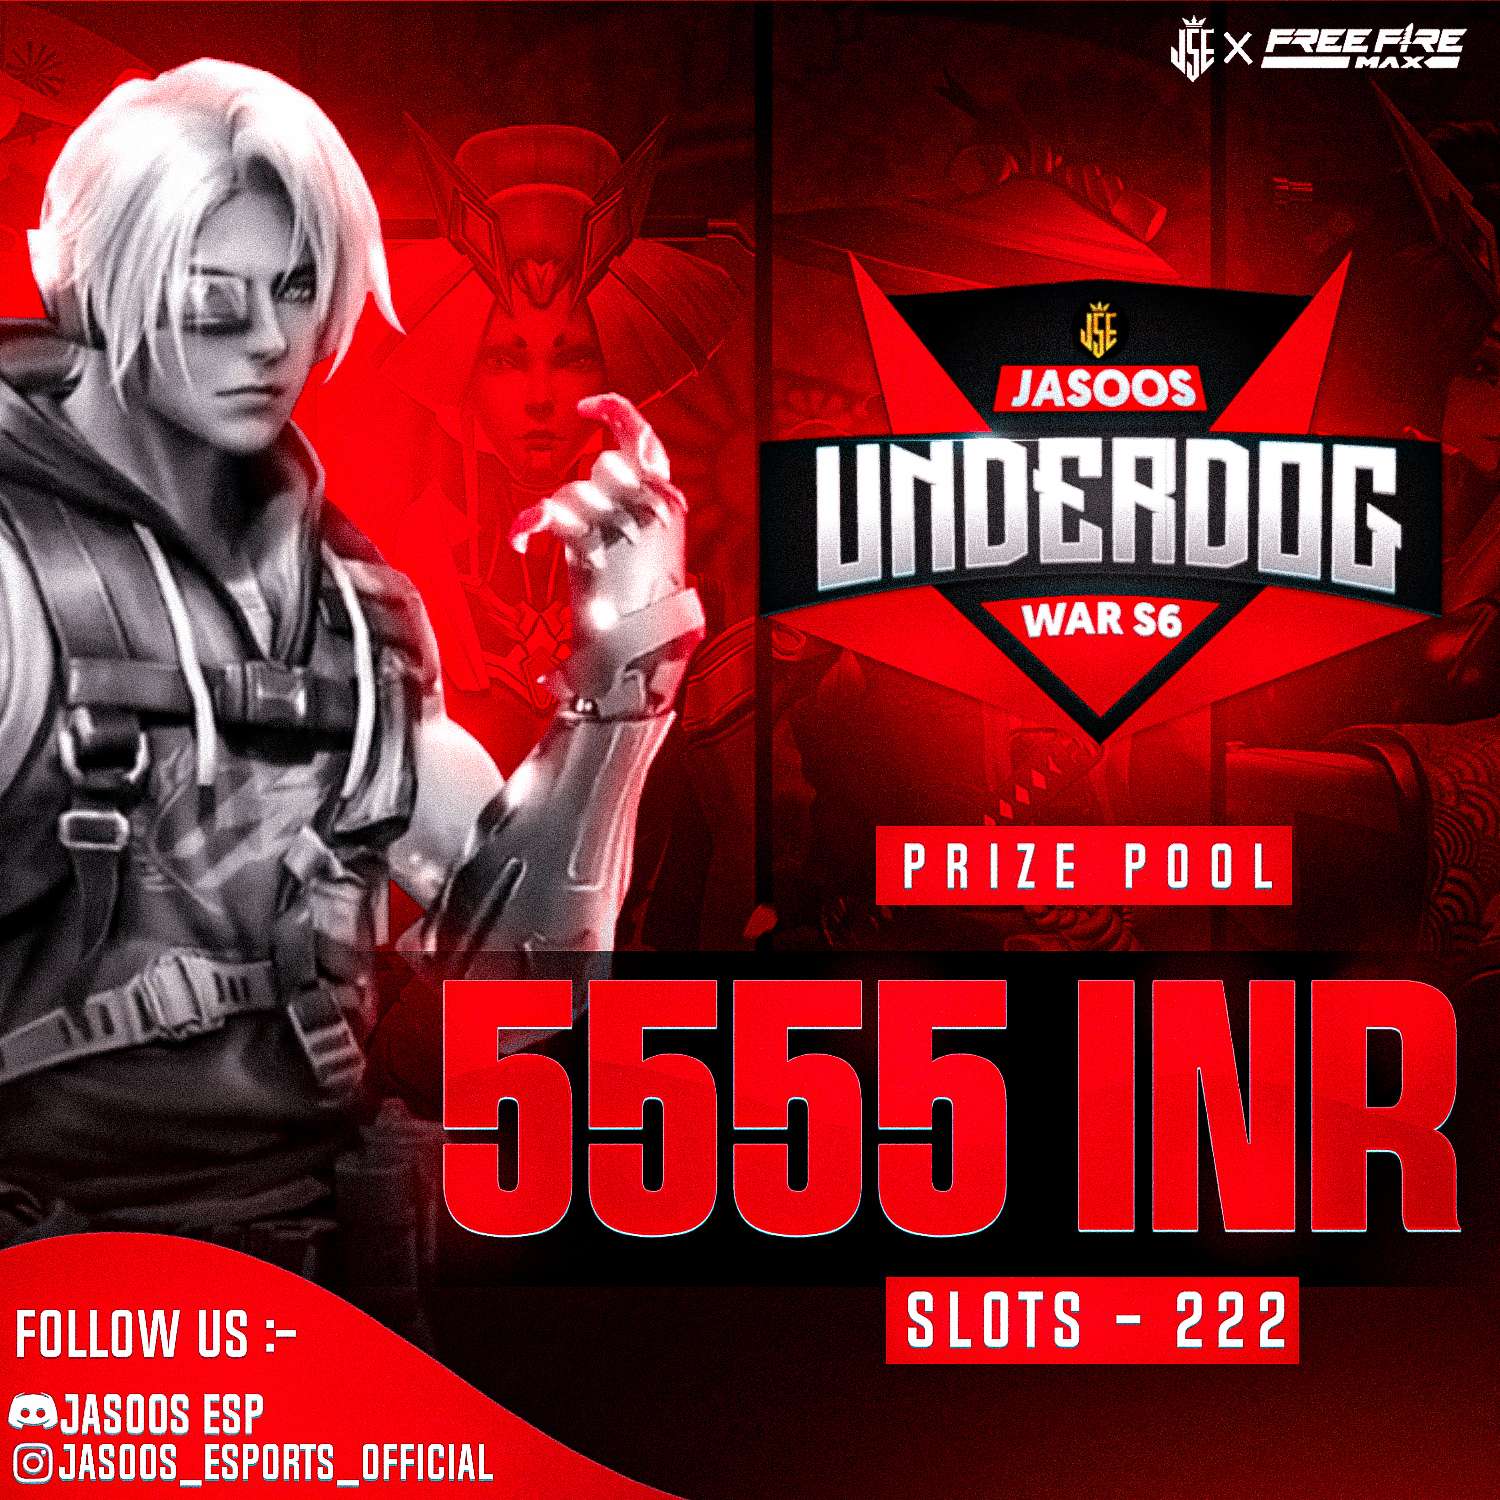 JSE X FREE FIRE
MAX
JSE
JASOOS
UNDERDOG
WAR S6
PRIZE POOL
5555 INR
SLOTS - 222
FOLLOW US :-
JASOOS ESP
JASOOS_ESPORTS_OFFICIAL